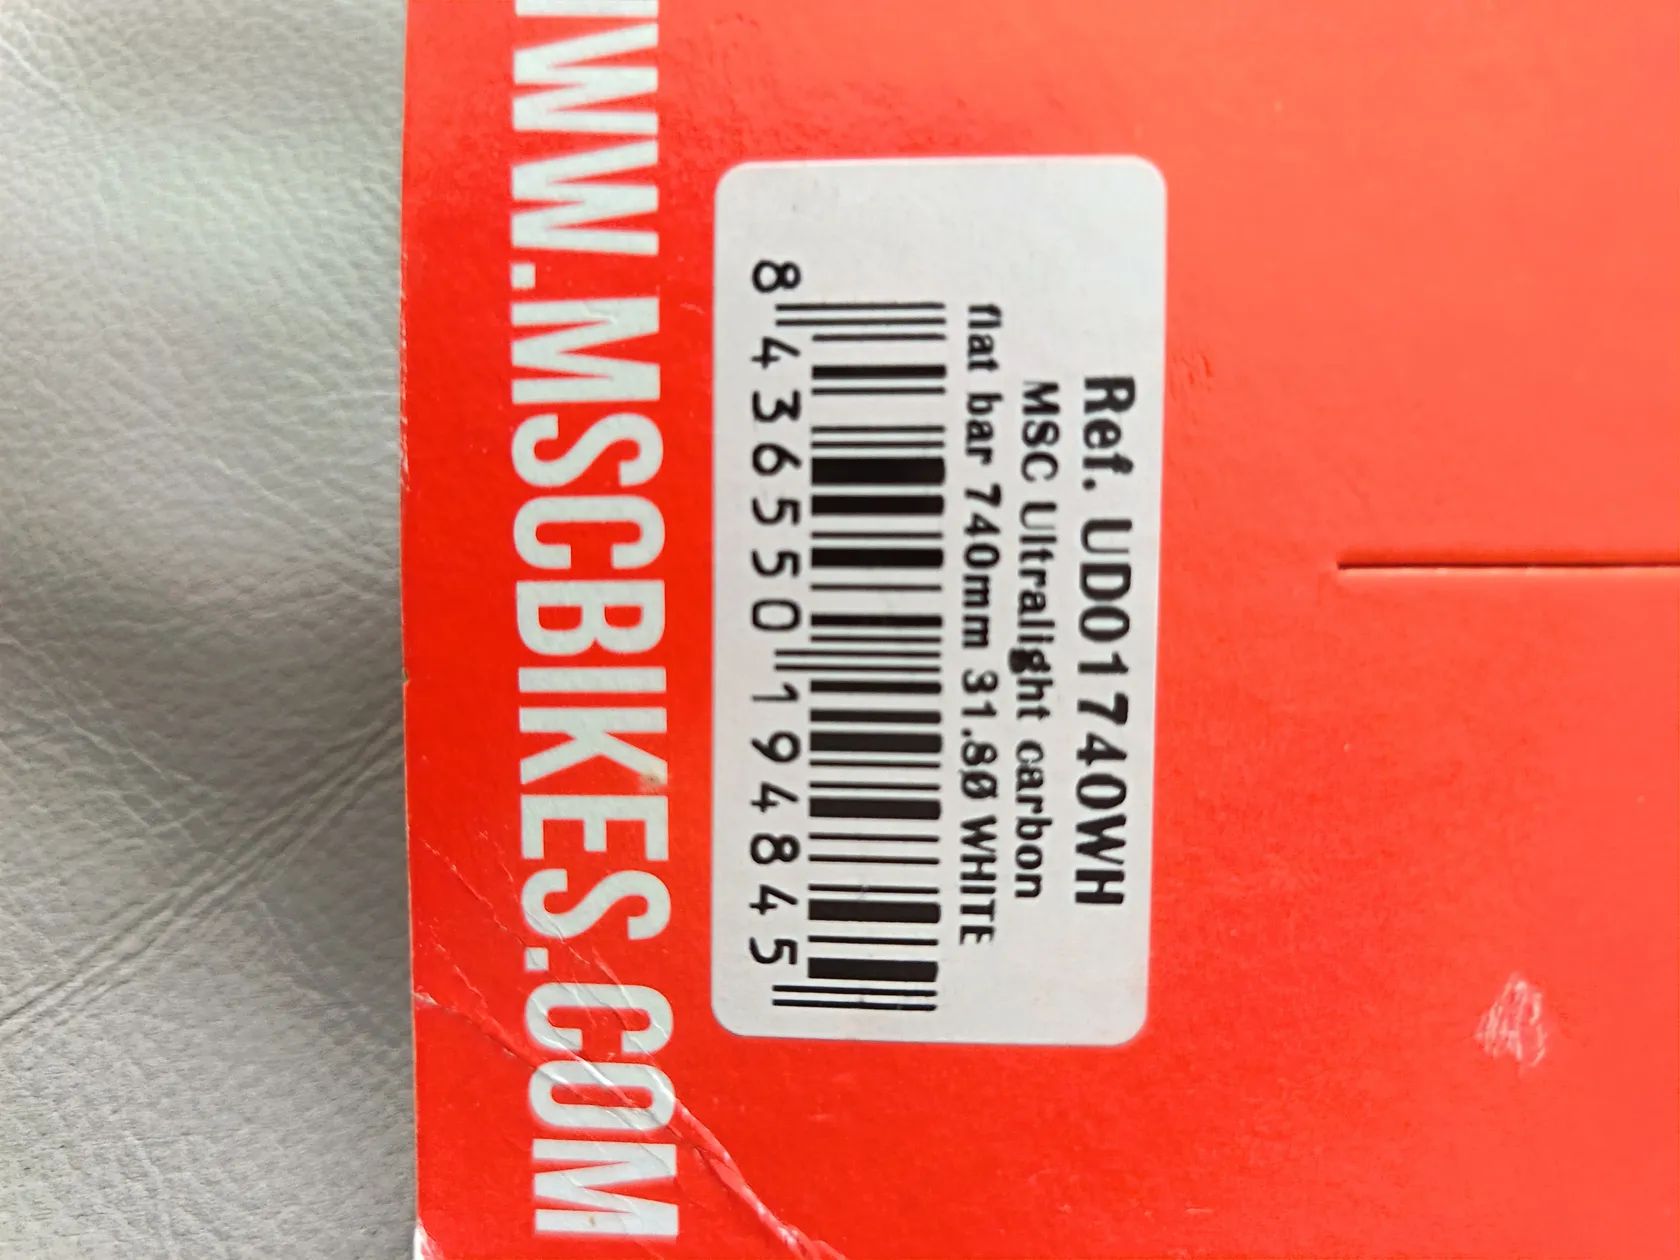 Ref. UD01740WH
MSC Ultralight carbon
flat bar 740mm 31.8Ø WHITE
8 436550 194845
WWW.MSCBIKES.COM